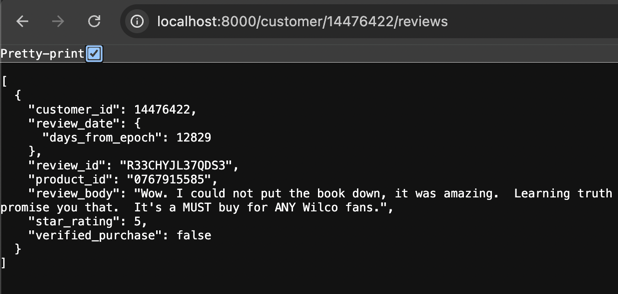 localhost:8000/customer/14476422/reviews
Pretty-print
[
  {
    "customer_id": 14476422,
    "review_date": {
      "days_from_epoch": 12829
    },
    "review_id": "R33CHYJL37QDS3",
    "product_id": "0767915585",
    "review_body": "Wow. I could not put the book down, it was amazing.  Learning truth
promise you that.  It's a MUST buy for ANY Wilco fans.",
    "star_rating": 5,
    "verified_purchase": false
  }
]